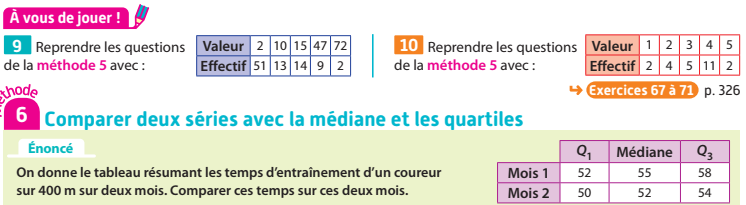 À vous de jouer !
9 Reprendre les questions
de la méthode 5 avec :
Valeur 2 10 15 47 72
Effectif 51 13 14 9 2
10 Reprendre les questions
de la méthode 5 avec :
Valeur 1 2 3 4 5
Effectif 2 4 5 11 2
Exercices 67 à 71 p. 326
6 Comparer deux séries avec la médiane et les quartiles
Énoncé
On donne le tableau résumant les temps d'entraînement d'un coureur
sur 400 m sur deux mois. Comparer ces temps sur ces deux mois.
Q1 Médiane Q3
Mois 1 52 55 58
Mois 2 50 52 54